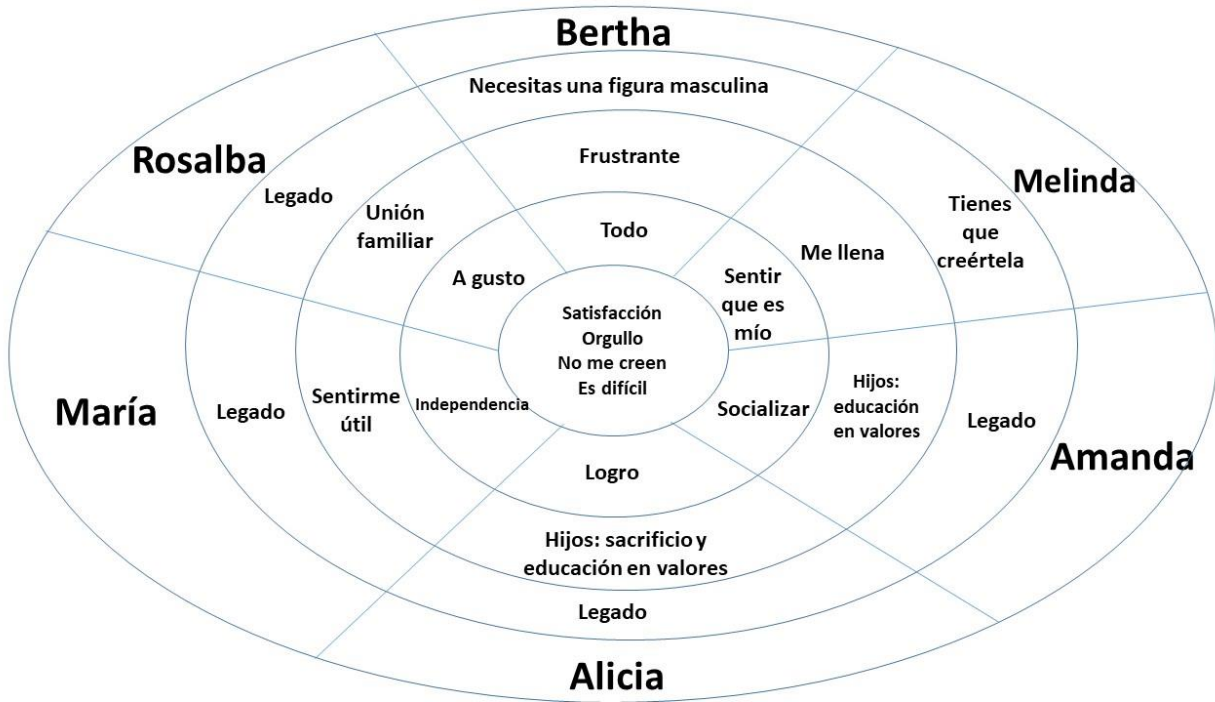 Bertha
Necesitas una figura masculina
Frustrante
Todo
Rosalba
Legado
Unión
familiar
A gusto
Melinda
Tienes
que
creértela
Me llena
Sentir
que es
mío
Satisfacción
Orgullo
No me creen
Es difícil
María
Legado
Sentirme
útil
Independencia
Socializar
Hijos:
educación
en valores
Legado
Amanda
Logro
Hijos: sacrificio y
educación en valores
Legado
Alicia